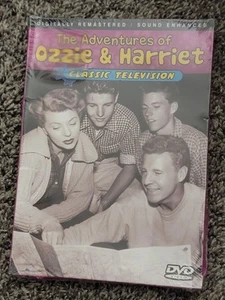 DIGITALLY REMASTERED / SOUND ENHANCED
The Adventures of
Ozzie & Harriet
CLASSIC TELEVISION
DVD